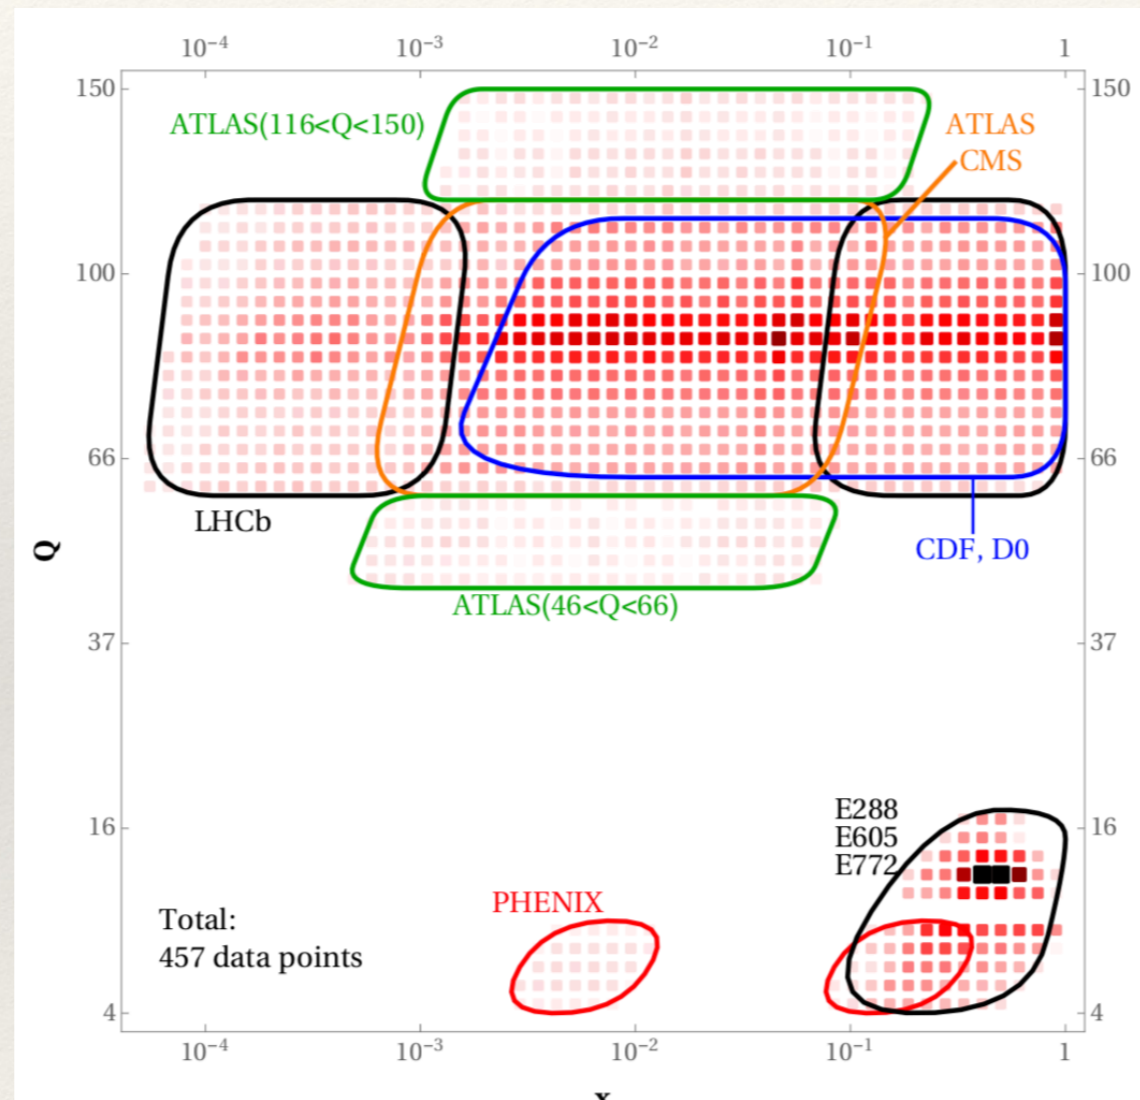 10⁻⁴ 10⁻³ 10⁻² 10⁻¹ 1
150 150
ATLAS(116<Q<150) ATLAS
CMS
100 100
66 66
LHCb
CDF, D0
Q
ATLAS(46<Q<66)
37 37
E288
16 E605 16
E772
PHENIX
Total:
457 data points
4 4
10⁻⁴ 10⁻³ 10⁻² 10⁻¹ 1
x